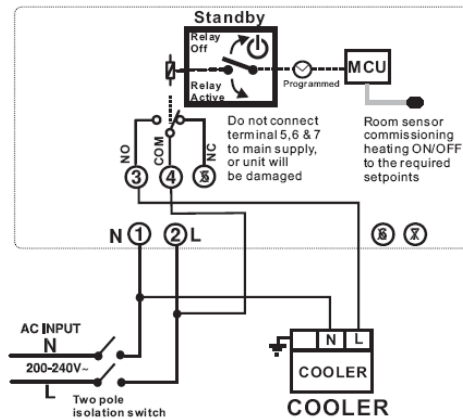 Standby
Relay
Off
Relay
Active
Programmed
MCU
Do not connect
terminal 5,6 & 7
to main supply,
or unit will
be damaged
Room sensor
commissioning
heating ON/OFF
to the required
setpoints
NO
COM
NC
3
4
5
N 1 2 L
6
7
AC INPUT
N
200-240V~
L
Two pole
isolation switch
N L
COOLER
COOLER